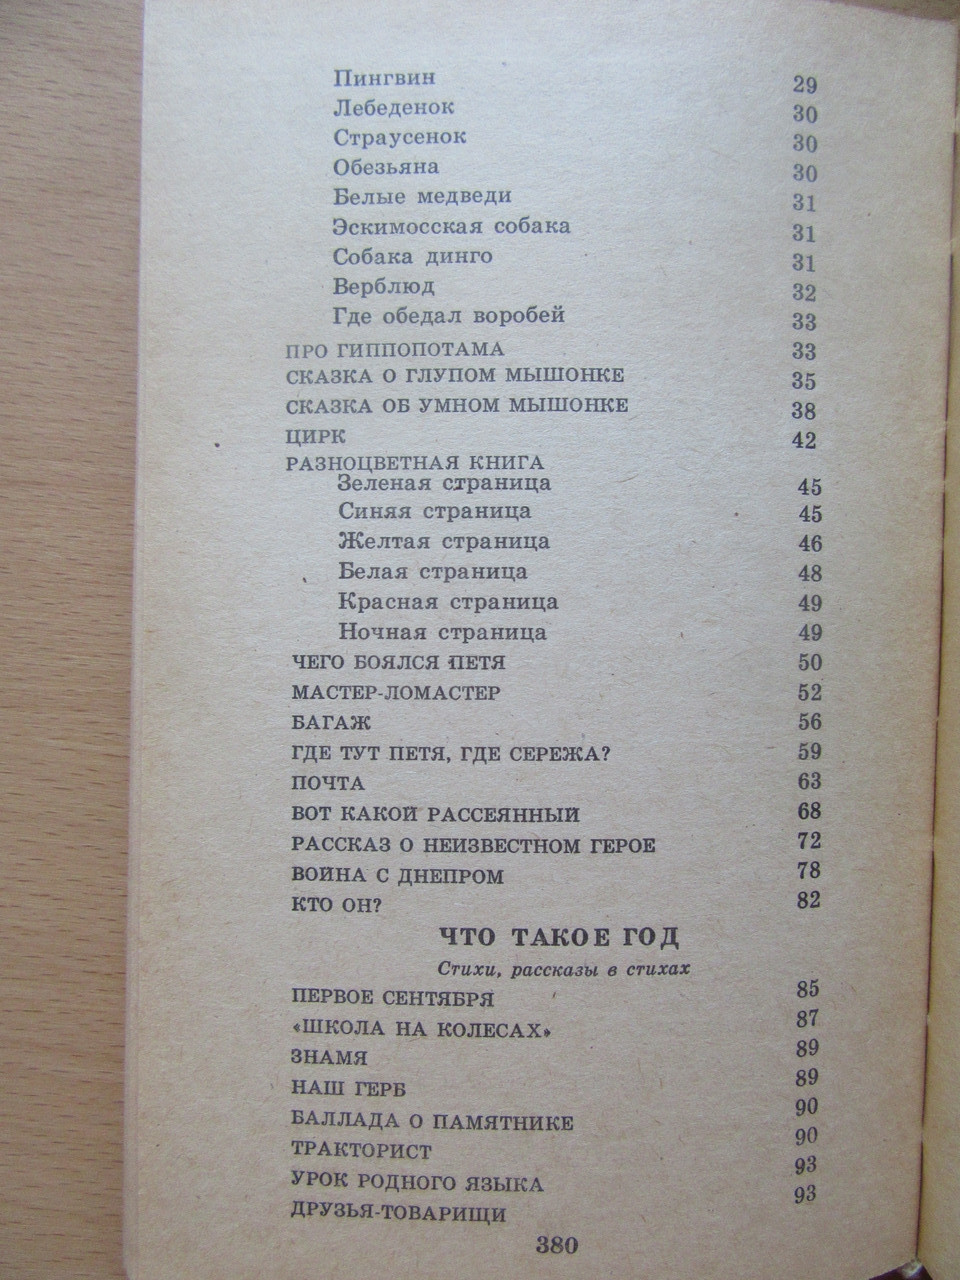 Пингвин 29
Лебеденок 30
Страусенок 30
Обезьяна 30
Белые медведи 31
Эскимосская собака 31
Собака динго 31
Верблюд 32
Где обедал воробей 33
ПРО ГИППОПОТАМА 33
СКАЗКА О ГЛУПОМ МЫШОНКЕ 35
СКАЗКА ОБ УМНОМ МЫШОНКЕ 38
ЦИРК 42
РАЗНОЦВЕТНАЯ КНИГА
Зеленая страница 45
Синяя страница 45
Желтая страница 46
Белая страница 48
Красная страница 49
Ночная страница 49
ЧЕГО БОЯЛСЯ ПЕТЯ 50
МАСТЕР-ЛОМАСТЕР 52
БАГАЖ 56
ГДЕ ТУТ ПЕТЯ, ГДЕ СЕРЕЖА? 59
ПОЧТА 63
ВОТ КАКОЙ РАССЕЯННЫЙ 68
РАССКАЗ О НЕИЗВЕСТНОМ ГЕРОЕ 72
ВОЙНА С ДНЕПРОМ 78
КТО ОН? 82
ЧТО ТАКОЕ ГОД
Стихи, рассказы в стихах
ПЕРВОЕ СЕНТЯБРЯ 85
«ШКОЛА НА КОЛЕСАХ» 87
ЗНАМЯ 89
НАШ ГЕРБ 89
БАЛЛАДА О ПАМЯТНИКЕ 90
ТРАКТОРИСТ 90
УРОК РОДНОГО ЯЗЫКА 93
ДРУЗЬЯ-ТОВАРИЩИ 93
380